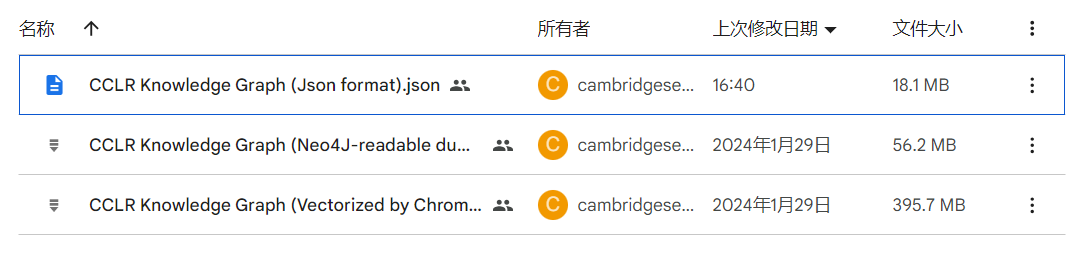 名称 所有者 上次修改日期 文件大小
CCLR Knowledge Graph (Json format).json C cambridgese... 16:40 18.1 MB
CCLR Knowledge Graph (Neo4J-readable du... C cambridgese... 2024年1月29日 56.2 MB
CCLR Knowledge Graph (Vectorized by Chrom... C cambridgese... 2024年1月29日 395.7 MB